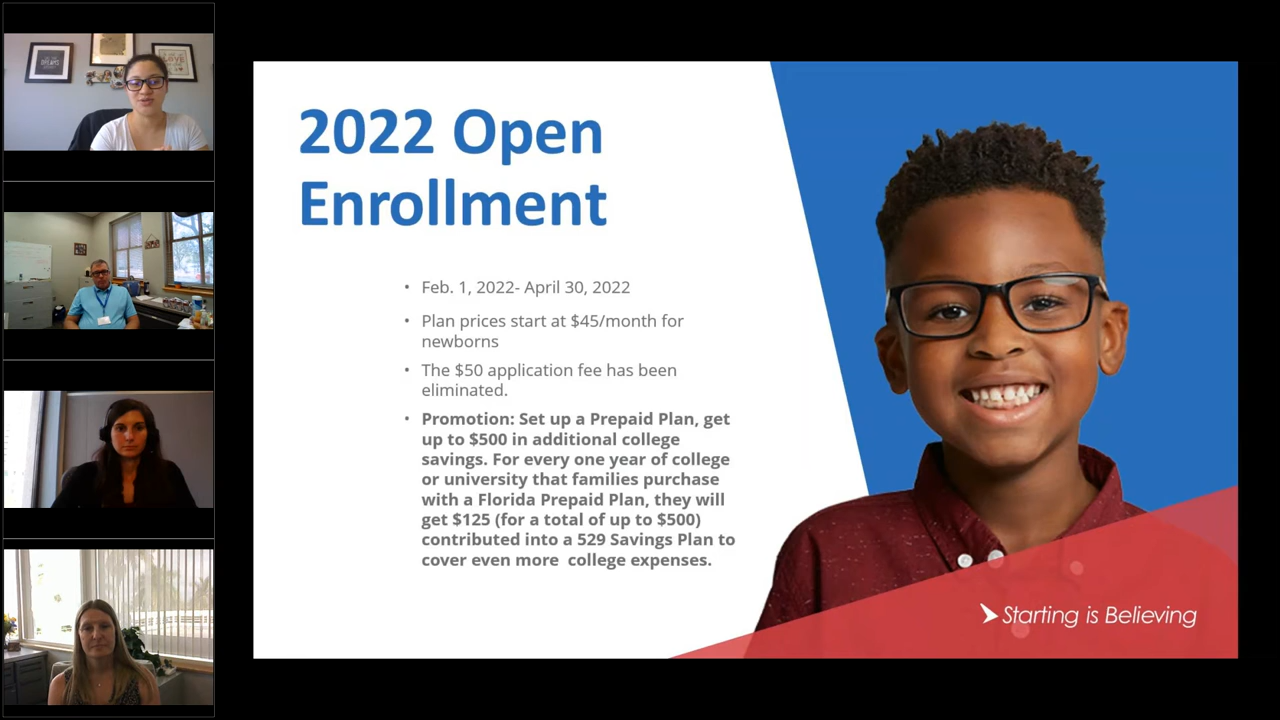 2022 Open
Enrollment
• Feb. 1, 2022- April 30, 2022
• Plan prices start at $45/month for
newborns
• The $50 application fee has been
eliminated.
• Promotion: Set up a Prepaid Plan, get
up to $500 in additional college
savings. For every one year of college
or university that families purchase
with a Florida Prepaid Plan, they will
get $125 (for a total of up to $500)
contributed into a 529 Savings Plan to
cover even more  college expenses.
Starting is Believing